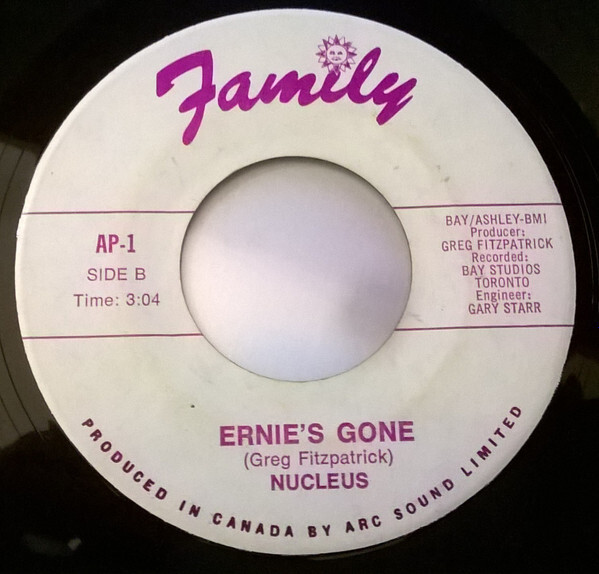 Family
AP-1
SIDE B
Time: 3:04
BAY/ASHLEY-BMI
Producer:
GREG FITZPATRICK
Recorded:
BAY STUDIOS
TORONTO
Engineer:
GARY STARR
ERNIE'S GONE
(Greg Fitzpatrick)
NUCLEUS
PRODUCED IN CANADA BY ARC SOUND LIMITED